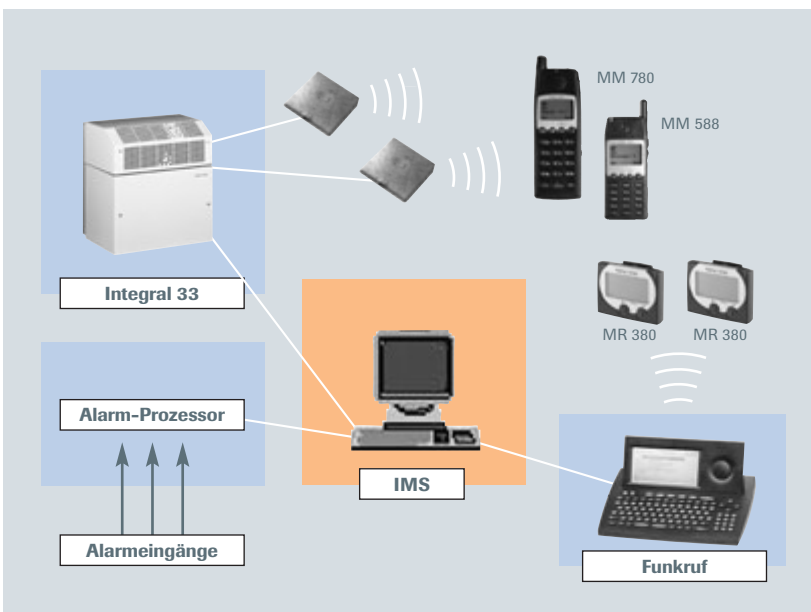 MM 780
MM 588
Integral 33
MR 380
MR 380
Alarm-Prozessor
IMS
Alarmeingänge
Funkruf